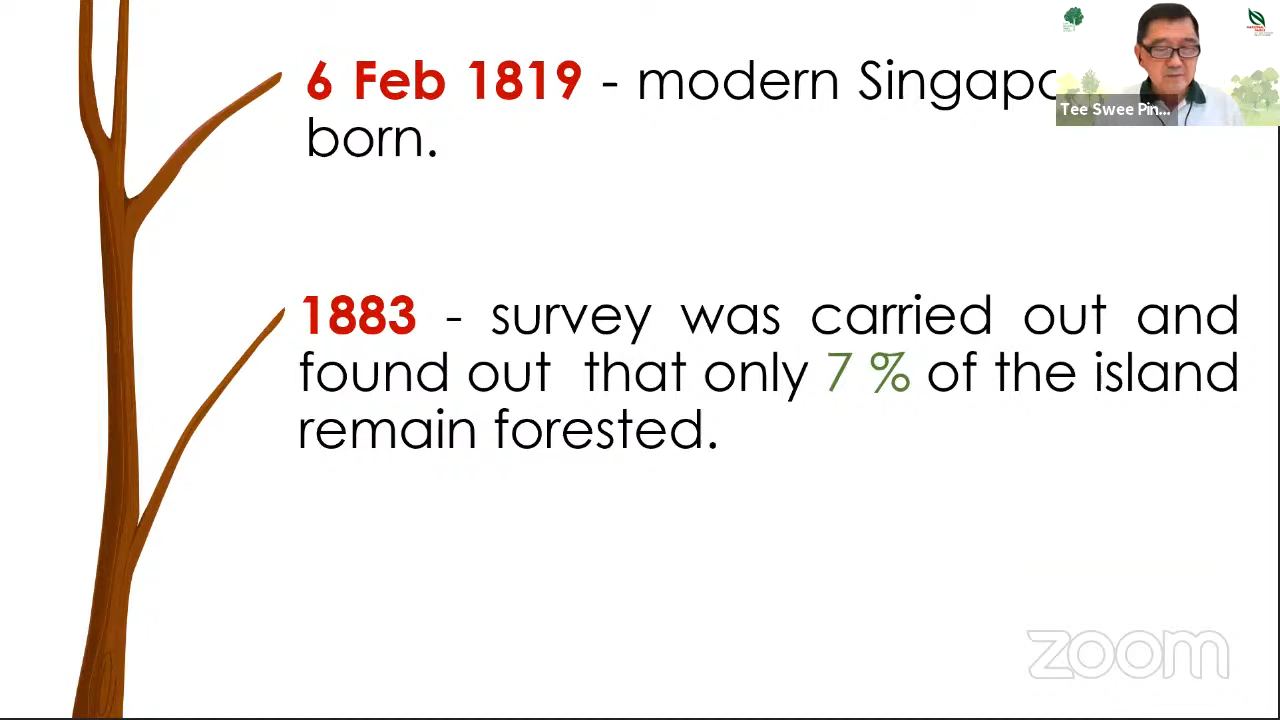 6 Feb 1819 - modern
born.
Tee Swee Pin...
1883 - survey was carried out and
found out that only 7 % of the island
remain forested.
zoom